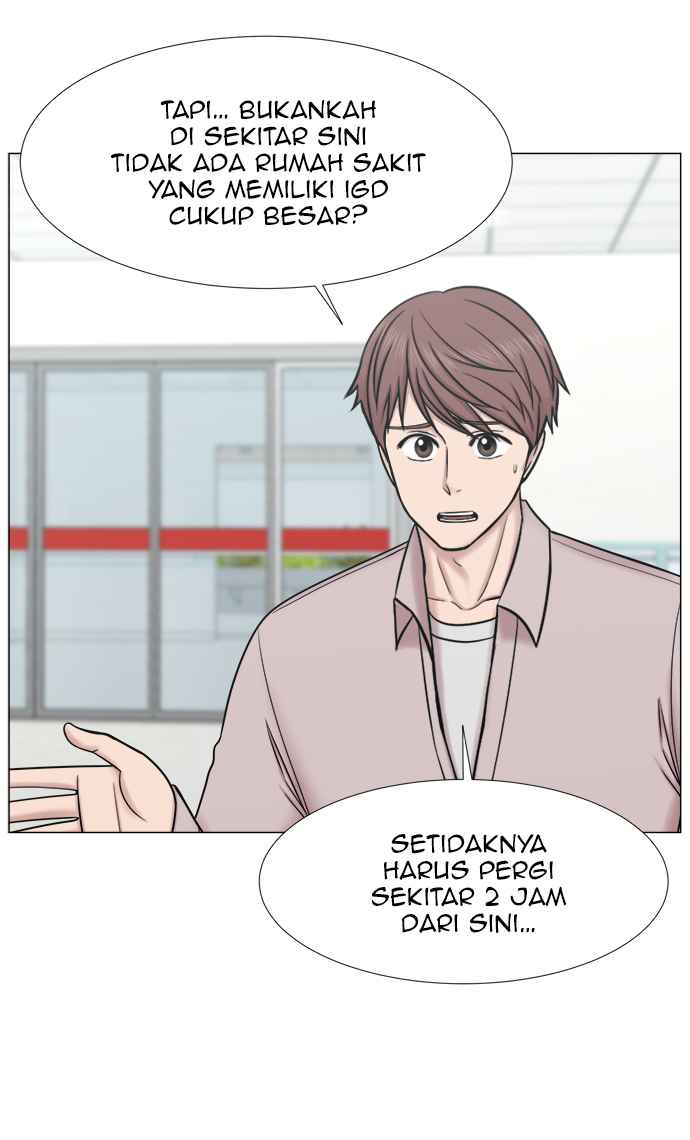 TAPI... BUKANKAH
DI SEKITAR SINI
TIDAK ADA RUMAH SAKIT
YANG MEMILIKI IGD
CUKUP BESAR?
SETIDAKNYA
HARUS PERGI
SEKITAR 2 JAM
DARI SINI...